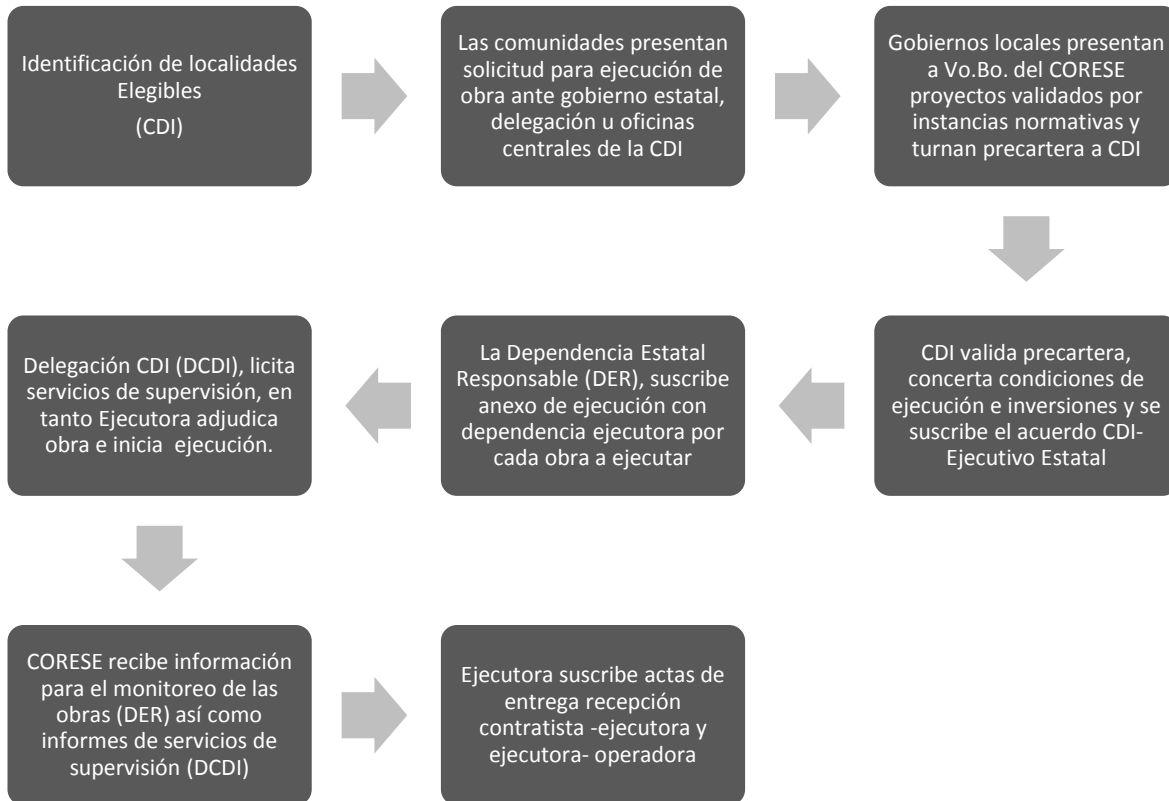 Identificación de localidades
Elegibles
(CDI)
Las comunidades presentan
solicitud para ejecución de
obra ante gobierno estatal,
delegación u oficinas
centrales de la CDI
Gobiernos locales presentan
a Vo.Bo. del CORESE
proyectos validados por
instancias normativas y
turnan precartera a CDI
CDI valida precartera,
concerta condiciones de
ejecución e inversiones y se
suscribe el acuerdo CDI-
Ejecutivo Estatal
La Dependencia Estatal
Responsable (DER), suscribe
anexo de ejecución con
dependencia ejecutora por
cada obra a ejecutar
Delegación CDI (DCDI), licita
servicios de supervisión, en
tanto Ejecutora adjudica
obra e inicia ejecución.
CORESE recibe información
para el monitoreo de las
obras (DER) así como
informes de servicios de
supervisión (DCDI)
Ejecutora suscribe actas de
entrega recepción
contratista -ejecutora y
ejecutora- operadora